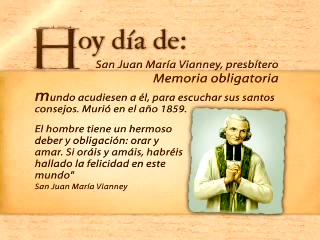 Hoy día de:
San Juan María Vianney, presbítero
Memoria obligatoria
mundo acudiesen a él, para escuchar sus santos
consejos. Murió en el año 1859.
El hombre tiene un hermoso
deber y obligación: orar y
amar. Si oráis y amáis, habréis
hallado la felicidad en este
mundo"
San Juan María Vianney